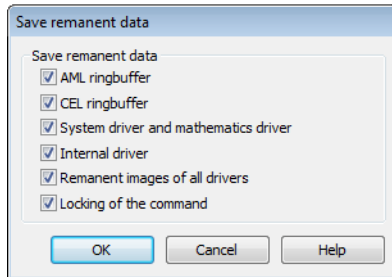 Save remanent data
Save remanent data
AML ringbuffer
CEL ringbuffer
System driver and mathematics driver
Internal driver
Remanent images of all drivers
Locking of the command
OK Cancel Help